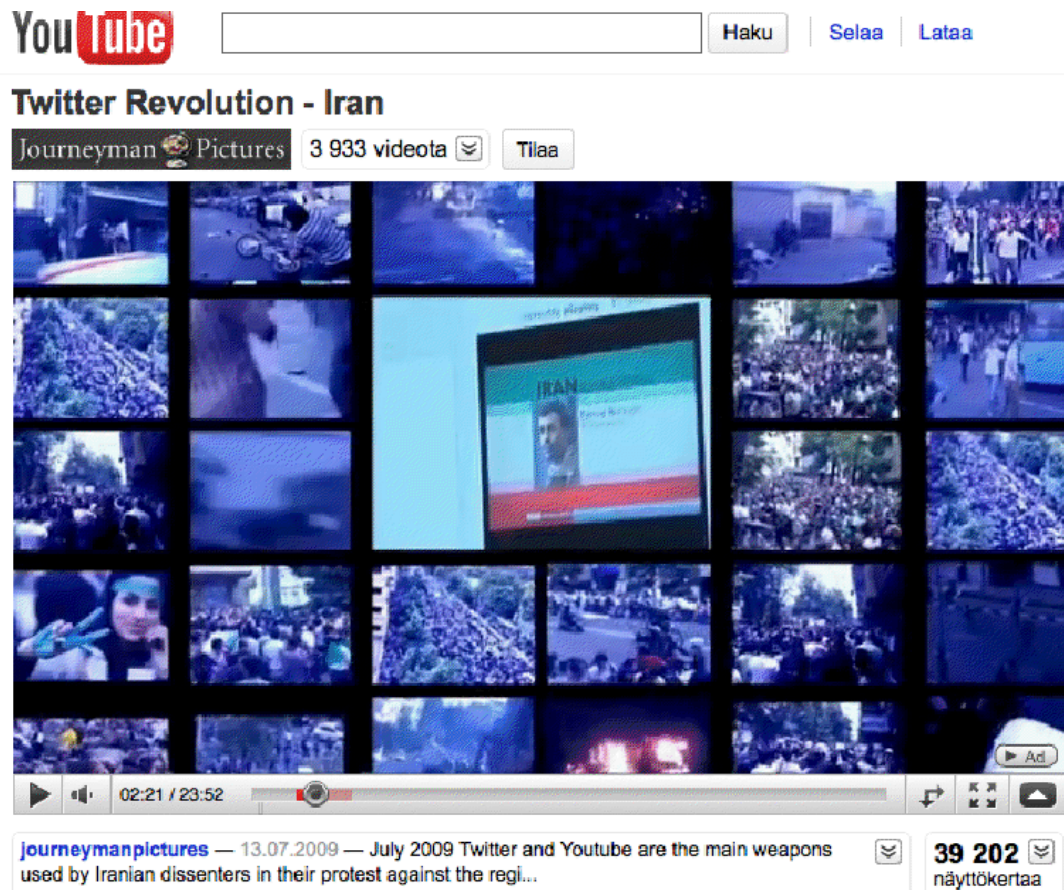 YouTube
Haku Selaa Lataa
Twitter Revolution - Iran
Journeyman Pictures 3 933 videota Tilaa
IRAN
Ad
02:21 / 23:52
journeymanpictures — 13.07.2009 — July 2009 Twitter and Youtube are the main weapons
used by Iranian dissenters in their protest against the regi...
39 202
näyttökertaa